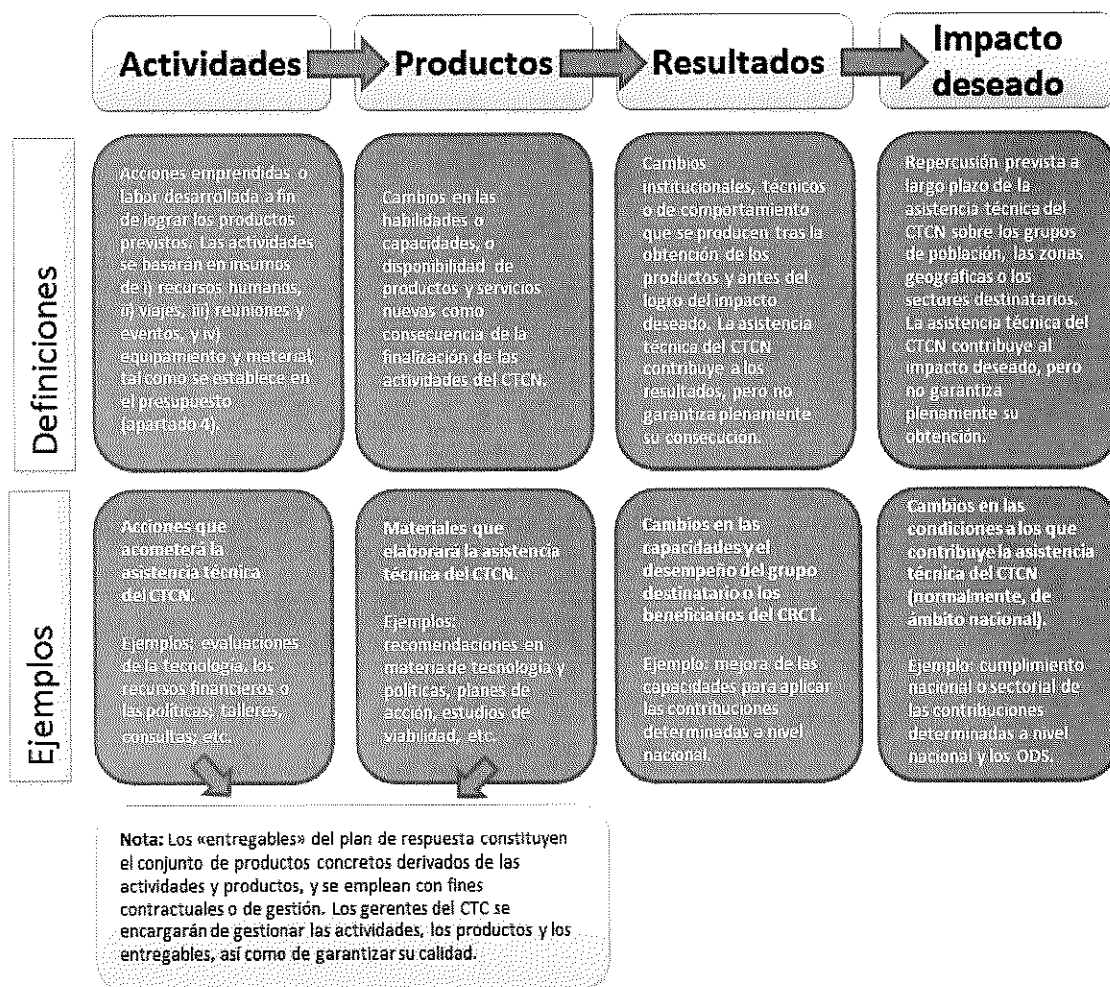 Actividades
Productos
Resultados
Impacto
deseado
Definiciones
Acciones emprendidas o
labor desarrollada a fin
de lograr los productos
previstos. Las actividades
se basarán en insumos
de i) recursos humanos,
ii) viajes, iii) reuniones y
eventos, y iv)
equipamiento y material,
tal como se establece en
el presupuesto
(apartado 4).
Cambios en las
habilidades o
capacidades, o
disponibilidad de
productos y servicios
nuevos como
consecuencia de la
finalización de las
actividades del CTCN.
Cambios
institucionales, técnicos
o de comportamiento
que se producen tras la
obtención de los
productos y antes del
logro del impacto
deseado. La asistencia
técnica del CTCN
contribuye a los
resultados, pero no
garantiza plenamente
su consecución.
Repercusión prevista a
largo plazo de la
asistencia técnica del
CTCN sobre los grupos
de población, las zonas
geográficas o los
sectores destinatarios.
La asistencia técnica del
CTCN contribuye al
impacto deseado, pero
no garantiza
plenamente su
obtención.
Ejemplos
Acciones que
acometerá la
asistencia técnica
del CTCN.
Ejemplos: evaluaciones
de la tecnología, los
recursos financieros o
las políticas; talleres,
consultas; etc.
Materiales que
elaborará la asistencia
técnica del CTCN.
Ejemplos:
recomendaciones en
materia de tecnología y
políticas, planes de
acción, estudios de
viabilidad, etc.
Cambios en las
capacidades y el
desempeño del grupo
destinatario o los
beneficiarios del CRCT.
Ejemplo: mejora de las
capacidades para aplicar
las contribuciones
determinadas a nivel
nacional.
Cambios en las
condiciones a los que
contribuye la asistencia
técnica del CTCN
(normalmente, de
ámbito nacional).
Ejemplo: cumplimiento
nacional o sectorial de
las contribuciones
determinadas a nivel
nacional y los ODS.
Nota: Los «entregables» del plan de respuesta constituyen
el conjunto de productos concretos derivados de las
actividades y productos, y se emplean con fines
contractuales o de gestión. Los gerentes del CTC se
encargarán de gestionar las actividades, los productos y los
entregables, así como de garantizar su calidad.